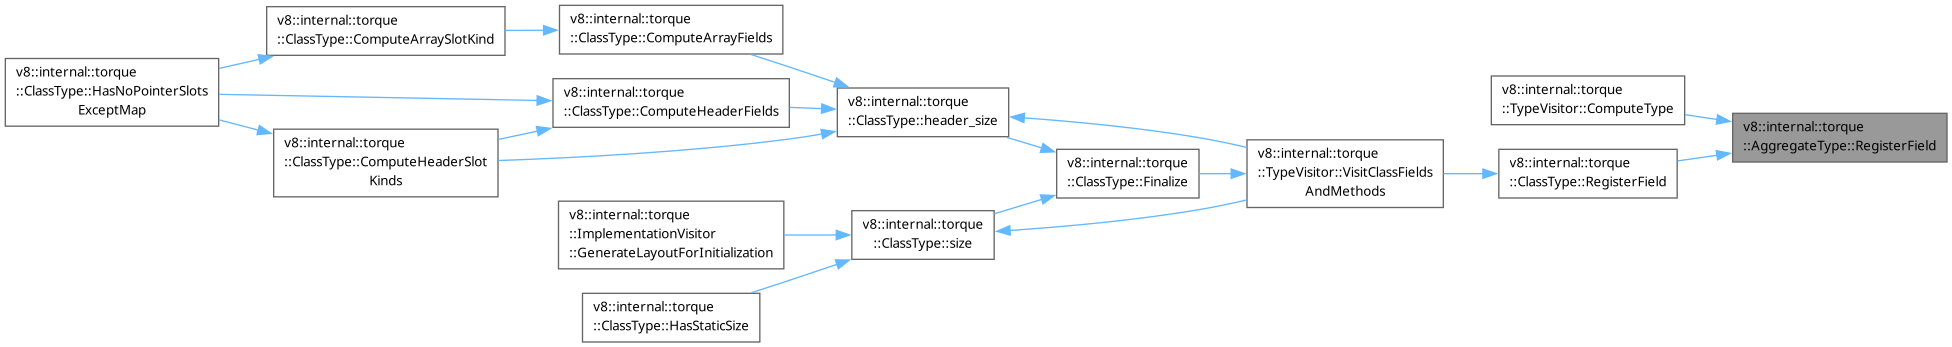 v8::internal::torque
::ClassType::HasNoPointerSlots
ExceptMap
v8::internal::torque
::ClassType::ComputeArraySlotKind
v8::internal::torque
::ClassType::ComputeHeaderSlot
Kinds
v8::internal::torque
::ClassType::ComputeArrayFields
v8::internal::torque
::ClassType::ComputeHeaderFields
v8::internal::torque
::ImplementationVisitor
::GenerateLayoutForInitialization
v8::internal::torque
::ClassType::HasStaticSize
v8::internal::torque
::ClassType::header_size
v8::internal::torque
::ClassType::size
v8::internal::torque
::ClassType::Finalize
v8::internal::torque
::TypeVisitor::VisitClassFields
AndMethods
v8::internal::torque
::TypeVisitor::ComputeType
v8::internal::torque
::ClassType::RegisterField
v8::internal::torque
::AggregateType::RegisterField